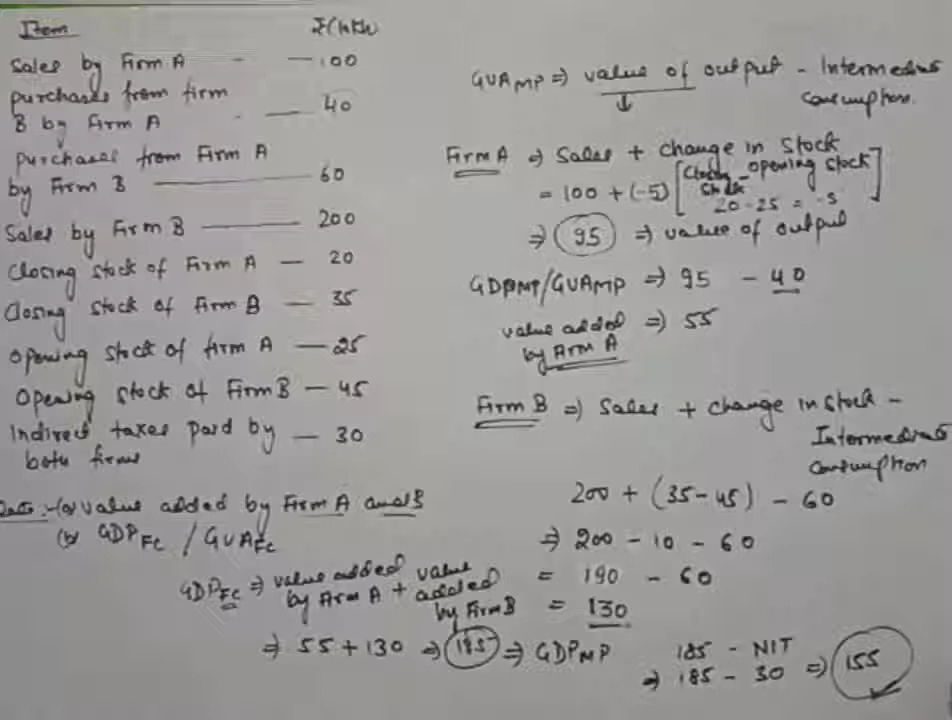 Item ₹(lakh)
Sales by Firm A - - 100
purchases from firm
B by Firm A - - 40
purchases from Firm A
by Firm B - 60
Sales by Firm B - 200
Closing stock of Firm A - 20
Closing stock of Firm B - 35
Opening stock of firm A - 25
Opening stock of Firm B - 45
Indirect taxes paid by
both firms - 30
(a) value added by Firm A and B
(b) GDPFC / GVAFC
GDPFC ⇒ value added by Firm A + value added by Firm B
⇒ 55 + 130 ⇒ 185 ⇒ GDPMP
GVAMP ⇒ value of output - Intermediate
consumption.
↓
Firm A ⇒ Sales + change in stock
= 100 + (-5) [Closing stock - opening stock
20 - 25 = -5]
⇒ 95 ⇒ value of output
GDPMP/GVAMP ⇒ 95 - 40
value added ⇒ 55
by Firm A
Firm B ⇒ Sales + change in stock -
Intermediate
consumption
200 + (35-45) - 60
⇒ 200 - 10 - 60
= 190 - 60
= 130
185 - NIT
⇒ 185 - 30 ⇒ 155